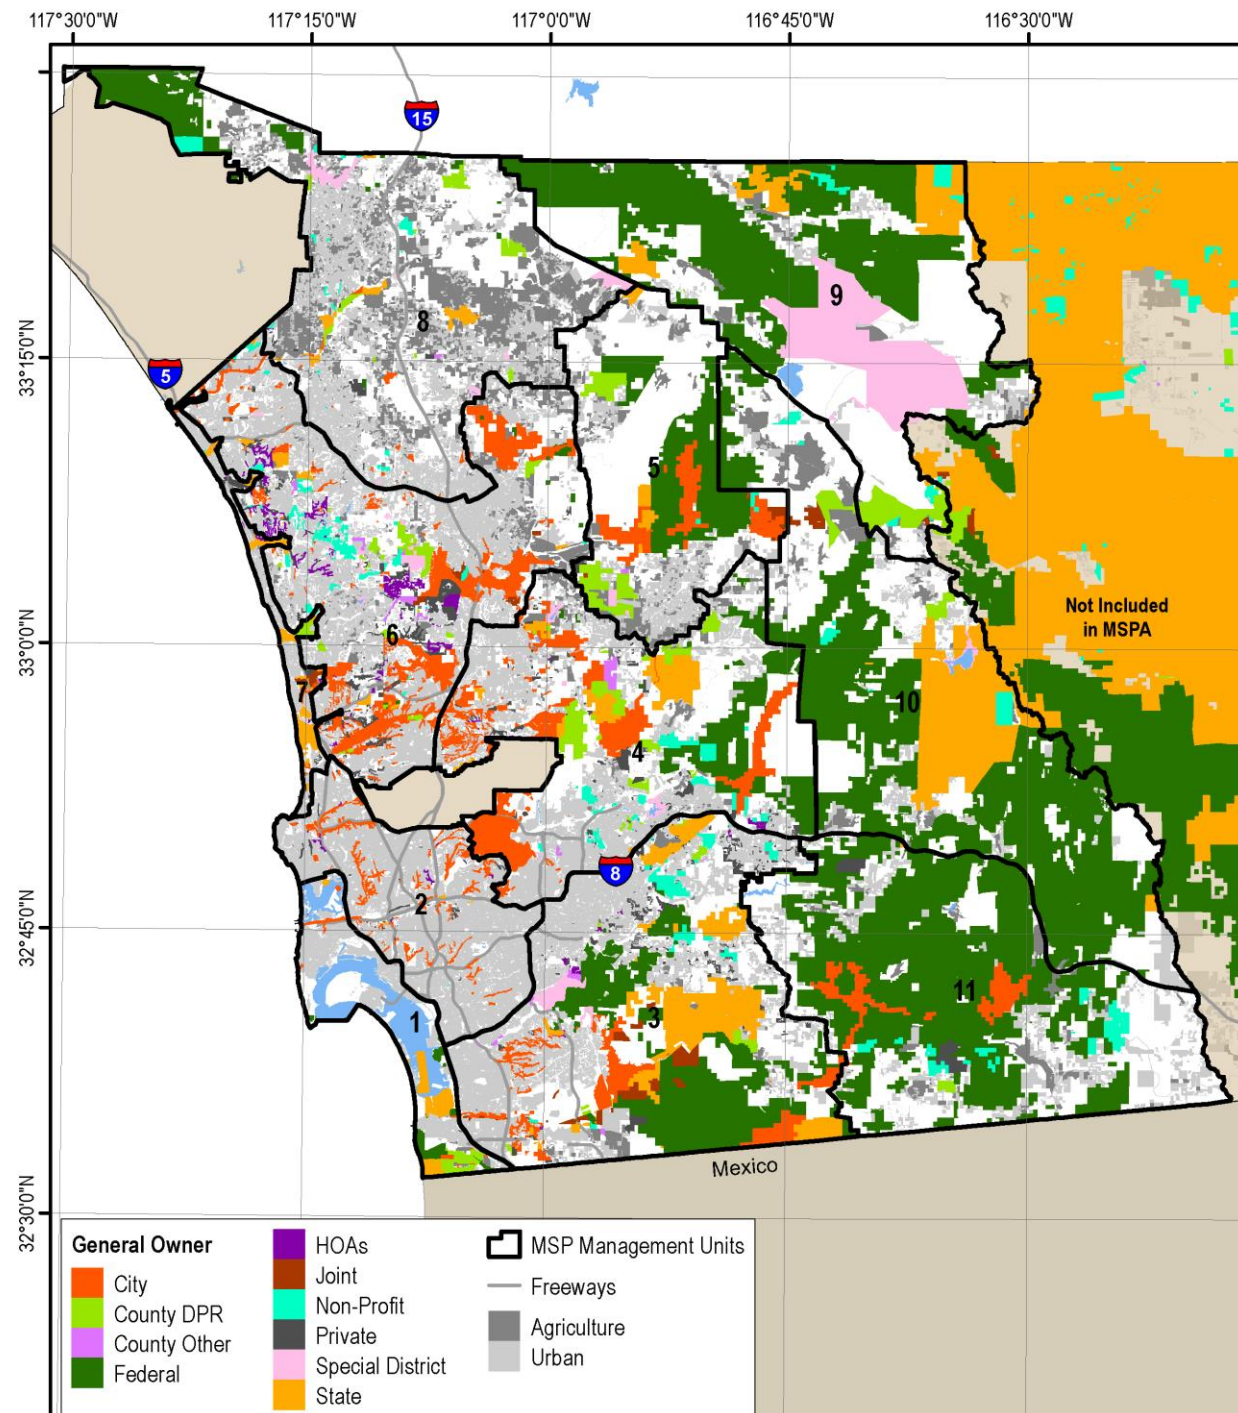 117°30'0"W
117°15'0"W
117°0'0"W
116°45'0"W
116°30'0"W
15
9
33°15'0"N
8
5
5
Not Included
in MSPA
33°0'0"N
6
7
10
4
8
32°45'0"N
2
11
1
3
Mexico
32°30'0"N
General Owner
City
County DPR
County Other
Federal
HOAs
Joint
Non-Profit
Private
Special District
State
MSP Management Units
Freeways
Agriculture
Urban